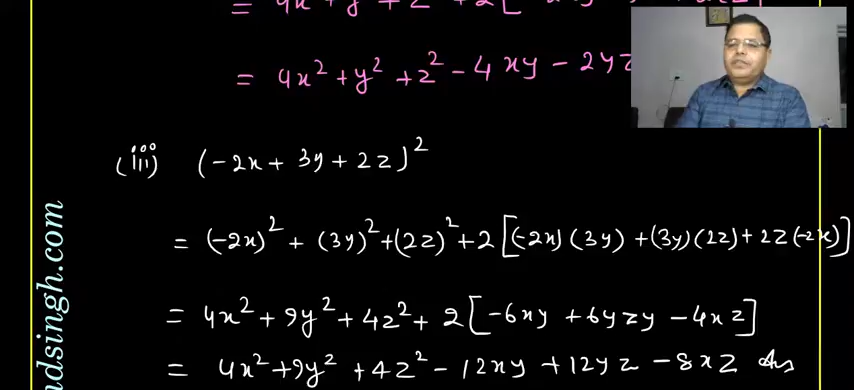 = 4x² + y² + z² - 4xy - 2yz
(iii) (-2x + 3y + 2z)²
= (-2x)² + (3y)² + (2z)² + 2[(-2x)(3y) + (3y)(2z) + 2z(-2x)]
= 4x² + 9y² + 4z² + 2[-6xy + 6yzy - 4xz]
= 4x² + 9y² + 4z² - 12xy + 12yz - 8xz Ans
ndsingh.com